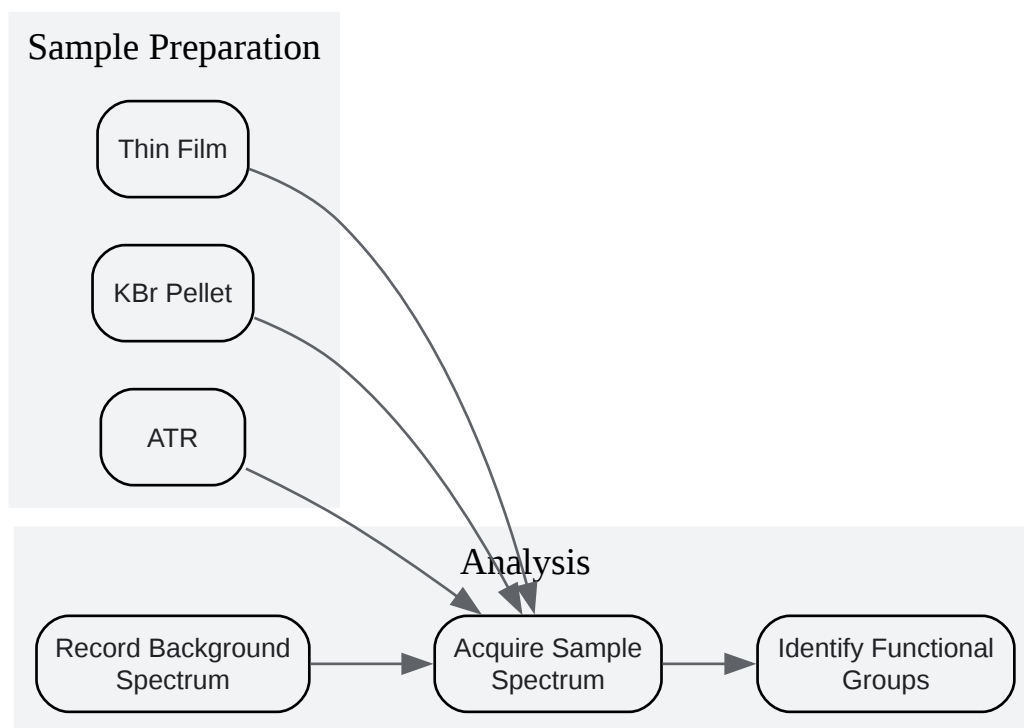 Sample Preparation
Thin Film
KBr Pellet
ATR
Analysis
Record Background
Spectrum
Acquire Sample
Spectrum
Identify Functional
Groups